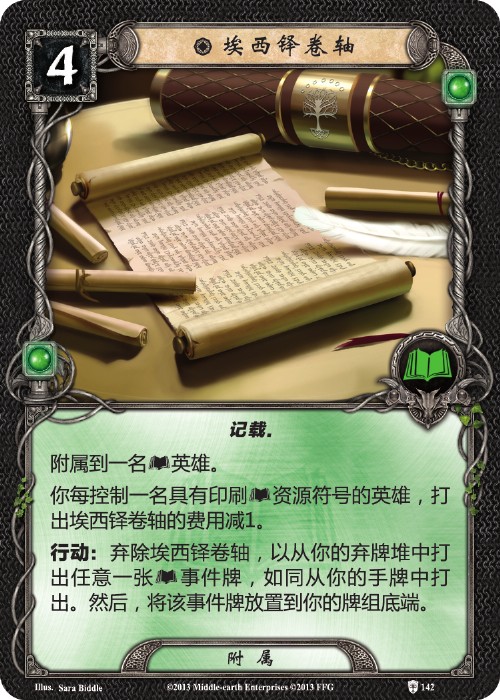 4
埃西铎卷轴
记载.
附属到一名英雄。
你每控制一名具有印刷资源符号的英雄，打
出埃西铎卷轴的费用减1。
行动：弃除埃西铎卷轴，以从你的弃牌堆中打
出任意一张事件牌，如同从你的手牌中打
出。然后，将该事件牌放置到你的牌组底端。
附属
Illus. Sara Biddle ©2013 Middle-earth Enterprises ©2013 FFG 142